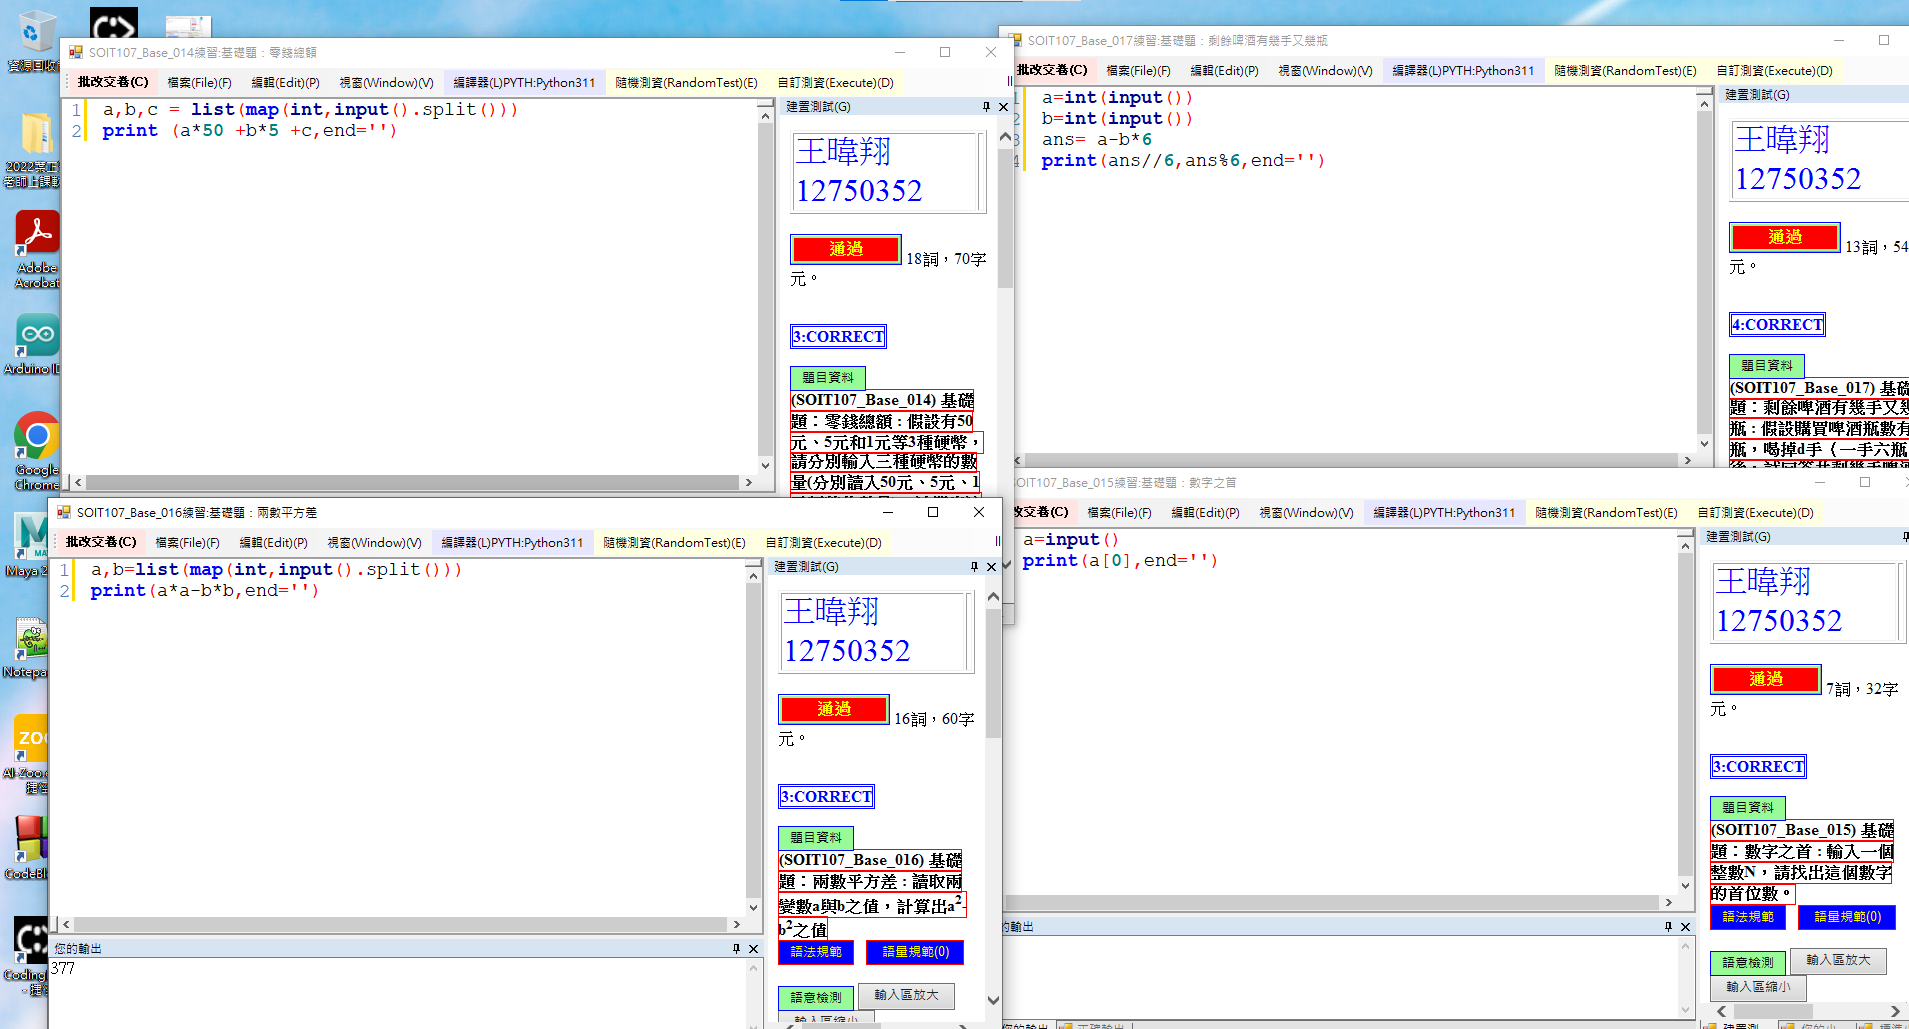 資源回收
2022蔡正
老師上課
Adobe
Acrobat
Arduino
Google
Chrome
Maya 2
Notepa
ZOO
AI-Zoo
CodeBl
Coding
SOIT107_Base_014練習:基礎題：零錢總額
批改交卷(C) 檔案(File)(F) 編輯(Edit)(P) 視窗(Window)(V) 編譯器(L)PYTH:Python311 隨機測資(RandomTest)(E) 自訂測資(Execute)(D)
1 a,b,c = list(map(int,input().split()))
2 print (a*50 +b*5 +c,end='')
建置測試(G)
王暐翔
12750352
通過 18詞，70字
元。
3:CORRECT
題目資料
(SOIT107_Base_014) 基礎
題：零錢總額：假設有50
元、5元和1元等3種硬幣，
請分別輸入三種硬幣的數
量(分別讀入50元、5元、1
SOIT107_Base_017練習:基礎題：剩餘啤酒有幾手又幾瓶
批改交卷(C) 檔案(File)(F) 編輯(Edit)(P) 視窗(Window)(V) 編譯器(L)PYTH:Python311 隨機測資(RandomTest)(E) 自訂測資(Execute)(D)
a=int(input())
b=int(input())
ans= a-b*6
print(ans//6,ans%6,end='')
建置測試(G)
王暐翔
12750352
通過 13詞，54
元。
4:CORRECT
題目資料
(SOIT107_Base_017) 基礎
題：剩餘啤酒有幾手又幾
瓶：假設購買啤酒瓶數有
瓶，喝掉d手（一手六瓶
SOIT107_Base_016練習:基礎題：兩數平方差
批改交卷(C) 檔案(File)(F) 編輯(Edit)(P) 視窗(Window)(V) 編譯器(L)PYTH:Python311 隨機測資(RandomTest)(E) 自訂測資(Execute)(D)
1 a,b=list(map(int,input().split()))
2 print(a*a-b*b,end='')
建置測試(G)
王暐翔
12750352
通過 16詞，60字
元。
3:CORRECT
題目資料
(SOIT107_Base_016) 基礎
題：兩數平方差：讀取兩
變數a與b之值，計算出a²-
b²之值
語法規範 語量規範(0)
語意檢測 輸入區放大
輸入區縮小
您的輸出
377
SOIT107_Base_015練習:基礎題：數字之首
改交卷(C) 檔案(File)(F) 編輯(Edit)(P) 視窗(Window)(V) 編譯器(L)PYTH:Python311 隨機測資(RandomTest)(E) 自訂測資(Execute)(D)
a=input()
print(a[0],end='')
建置測試(G)
王暐翔
12750352
通過 7詞，32字
元。
3:CORRECT
題目資料
(SOIT107_Base_015) 基礎
題：數字之首：輸入一個
整數N，請找出這個數字
的首位數。
語法規範 語量規範(0)
語意檢測 輸入區放大
輸入區縮小
的輸出